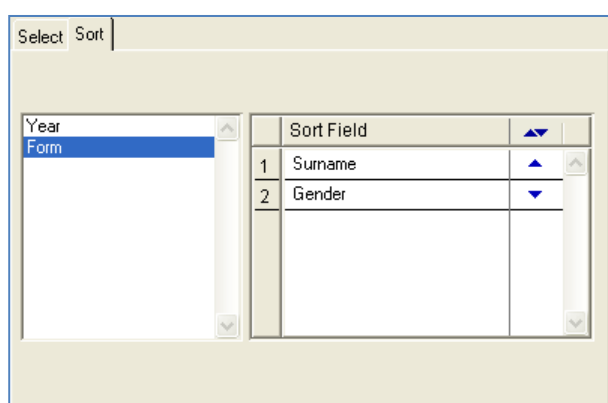 Select Sort
Year
Form
Sort Field
1 Surname
2 Gender